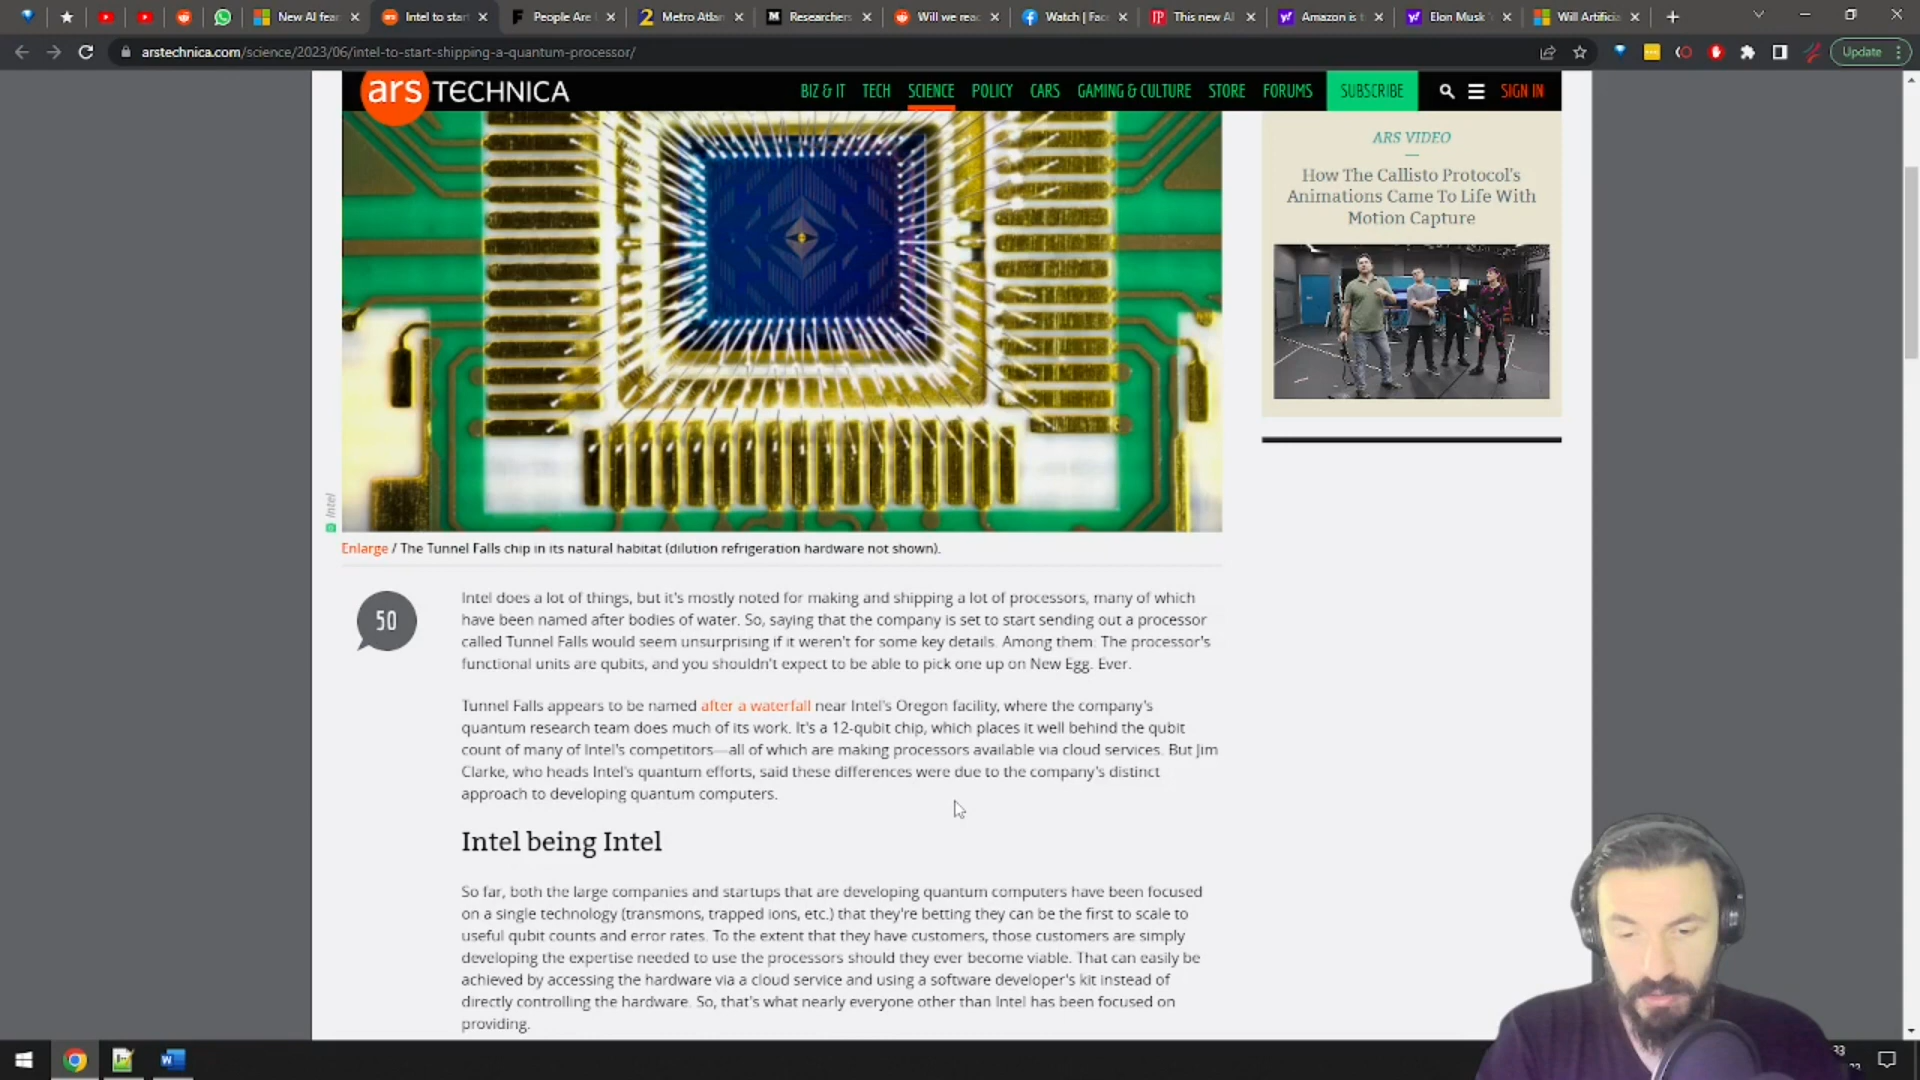 New AI fear
Intel to star
People Are L
Metro Atlan
Researchers
Will we reac
Watch | Fac
This new AI
Amazon is t
Elon Musk '
Will Artificia
arstechnica.com/science/2023/06/intel-to-start-shipping-a-quantum-processor/
Update
ars TECHNICA
BIZ & IT
TECH
SCIENCE
POLICY
CARS
GAMING & CULTURE
STORE
FORUMS
SUBSCRIBE
SIGN IN
ARS VIDEO
How The Callisto Protocol's
Animations Came To Life With
Motion Capture
Intel
Enlarge / The Tunnel Falls chip in its natural habitat (dilution refrigeration hardware not shown).
50
Intel does a lot of things, but it's mostly noted for making and shipping a lot of processors, many of which
have been named after bodies of water. So, saying that the company is set to start sending out a processor
called Tunnel Falls would seem unsurprising if it weren't for some key details. Among them: The processor's
functional units are qubits, and you shouldn't expect to be able to pick one up on New Egg. Ever.
Tunnel Falls appears to be named after a waterfall near Intel's Oregon facility, where the company's
quantum research team does much of its work. It's a 12-qubit chip, which places it well behind the qubit
count of many of Intel's competitors—all of which are making processors available via cloud services. But Jim
Clarke, who heads Intel's quantum efforts, said these differences were due to the company's distinct
approach to developing quantum computers.
Intel being Intel
So far, both the large companies and startups that are developing quantum computers have been focused
on a single technology (transmons, trapped ions, etc.) that they're betting they can be the first to scale to
useful qubit counts and error rates. To the extent that they have customers, those customers are simply
developing the expertise needed to use the processors should they ever become viable. That can easily be
achieved by accessing the hardware via a cloud service and using a software developer's kit instead of
directly controlling the hardware. So, that's what nearly everyone other than Intel has been focused on
providing.